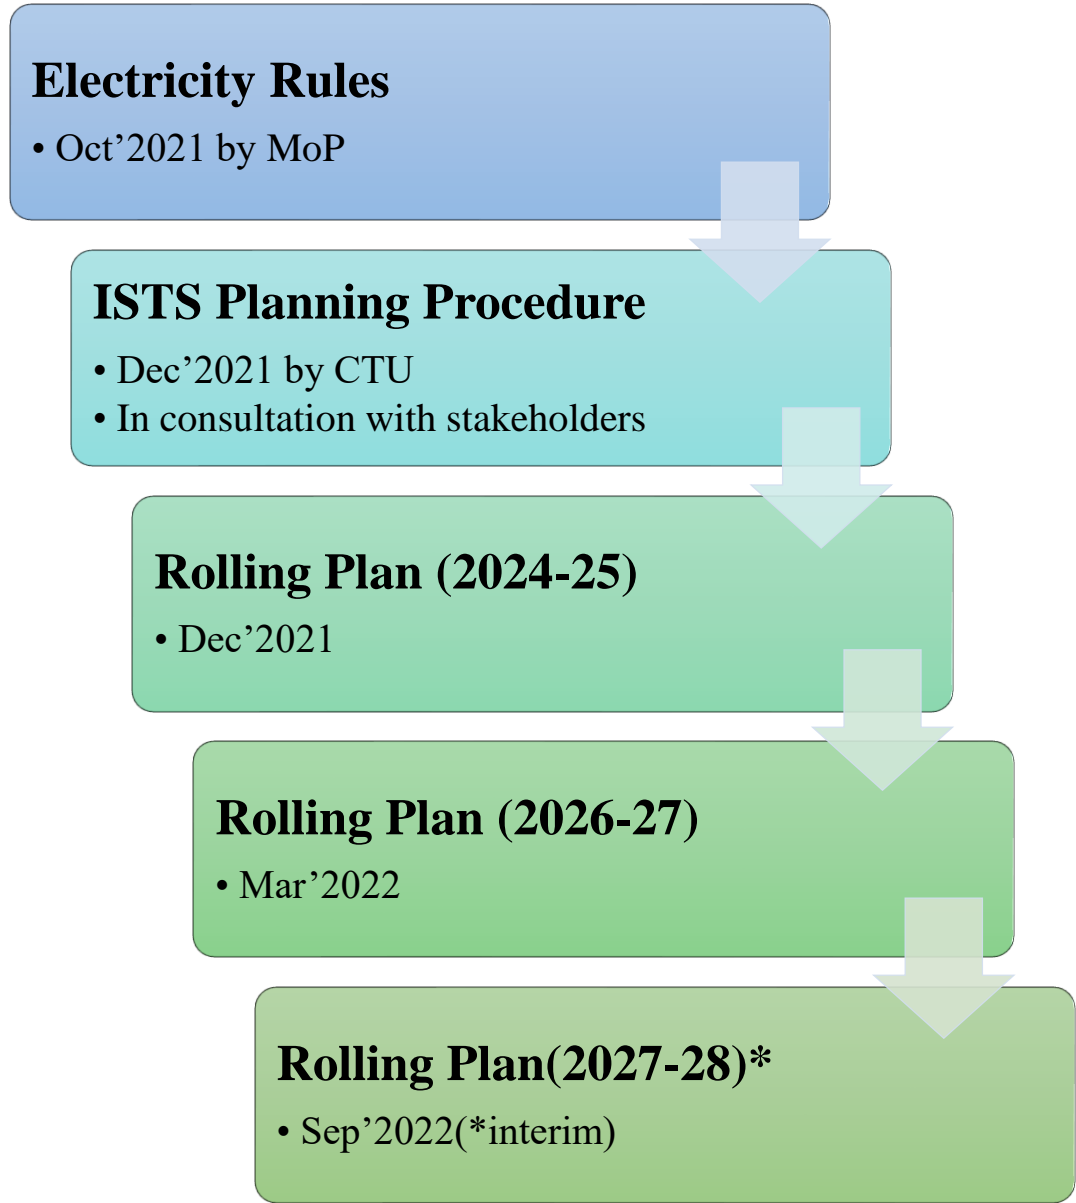 Electricity Rules
• Oct’2021 by MoP
ISTS Planning Procedure
• Dec’2021 by CTU
• In consultation with stakeholders
Rolling Plan (2024-25)
• Dec’2021
Rolling Plan (2026-27)
• Mar’2022
Rolling Plan(2027-28)*
• Sep’2022(*interim)